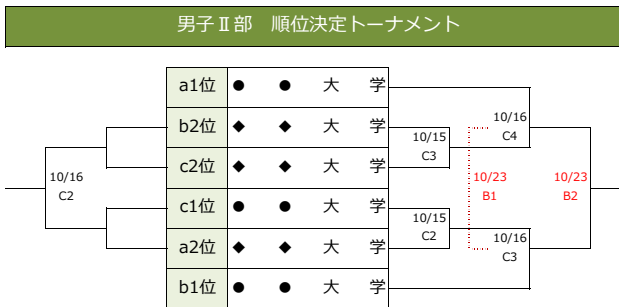 男子Ⅱ部 順位決定トーナメント
a1位 ● ● 大 学
b2位 ◆ ◆ 大 学
c2位 ◆ ◆ 大 学
c1位 ● ● 大 学
a2位 ◆ ◆ 大 学
b1位 ● ● 大 学
10/16
C2
10/15
C3
10/15
C2
10/16
C4
10/23
B1
10/16
C3
10/23
B2